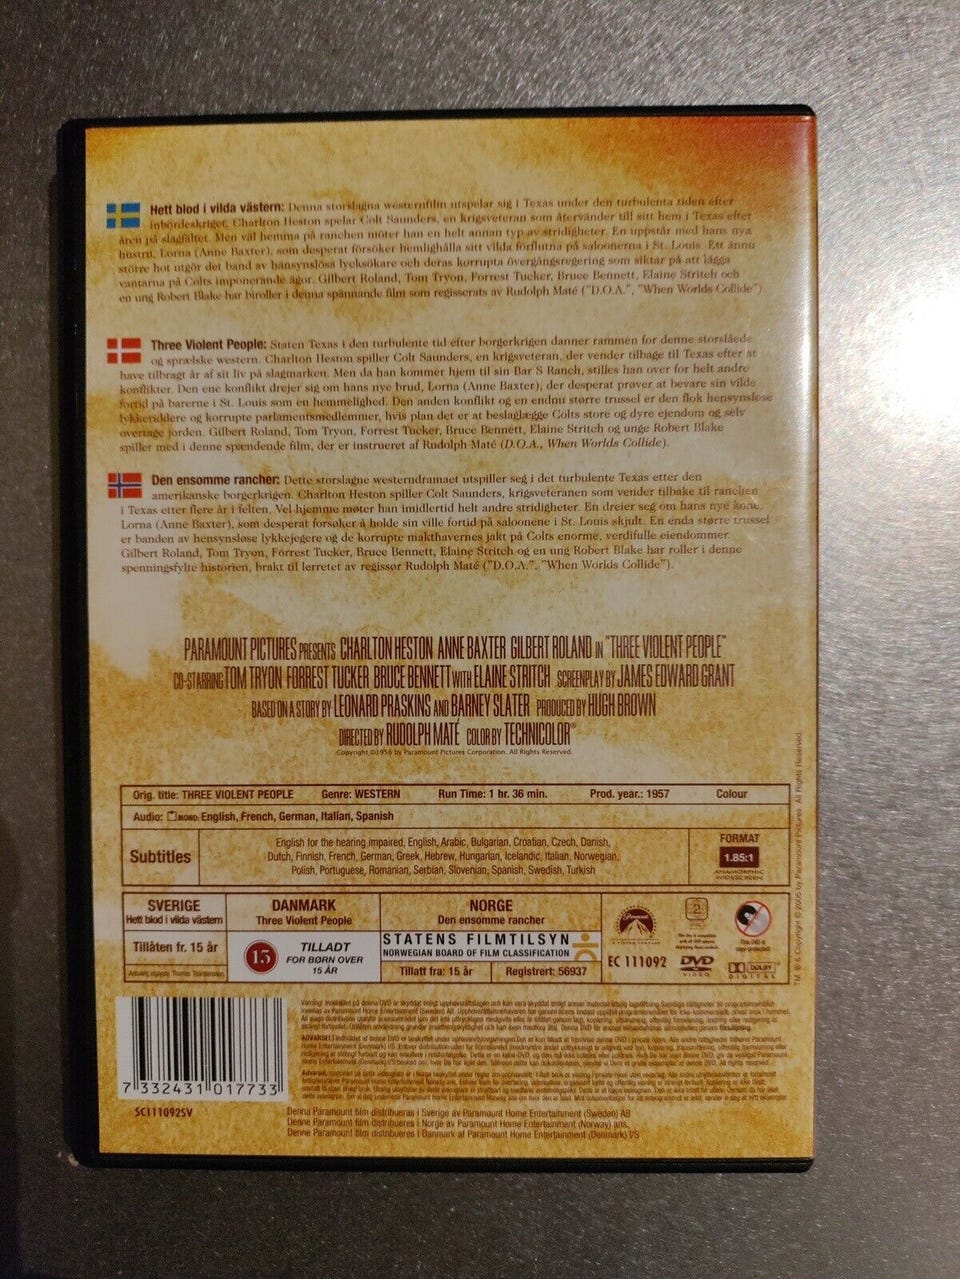 Hett blod i vilda västern: Denna storslagna westernfilm utspelar sig i Texas under den turbulenta tiden efter
inbördeskriget. Charlton Heston spelar Colt Saunders, en krigsveteran som återvänder till sitt hem i Texas efter
åren på slagfältet. Men väl hemma på ranchen möter han en helt annan typ av stridigheter. En uppstår med hans nya
hustru, Lorna (Anne Baxter), som desperat försöker hemlighålla sitt vilda förflutna på saloonerna i St. Louis. Ett ännu
större hot utgör det band av hänsynslösa lycksökare och deras korrupta övergångsregering som siktar på att lägga
vantarna på Colts imponerande ägor. Gilbert Roland, Tom Tryon, Forrest Tucker, Bruce Bennett, Elaine Stritch och
en ung Robert Blake har biroller i denna spännande film som regisserats av Rudolph Maté ("D.O.A.", "When Worlds Collide").
Three Violent People: Staten Texas i den turbulente tid efter borgerkrigen danner rammen for denne storslåede
og sprælske western. Charlton Heston spiller Colt Saunders, en krigsveteran, der vender tilbage til Texas efter at
have tilbragt år af sit liv på slagmarken. Men da han kommer hjem til sin Bar S Ranch, stilles han over for helt andre
konflikter. Den ene konflikt drejer sig om hans nye brud, Lorna (Anne Baxter), der desperat prøver at bevare sin vilde
fortid på barerne i St. Louis som en hemmelighed. Den anden konflikt og en endnu større trussel er den flok hensynsløse
lykkeriddere og korrupte parlamentsmedlemmer, hvis plan det er at beslaglægge Colts store og dyre ejendom og selv
overtage jorden. Gilbert Roland, Tom Tryon, Forrest Tucker, Bruce Bennett, Elaine Stritch og unge Robert Blake
spiller med i denne spændende film, der er instrueret af Rudolph Maté (D.O.A., When Worlds Collide).
Den ensomme rancher: Dette storslagne westerndramaet utspiller seg i det turbulente Texas etter den
amerikanske borgerkrigen. Charlton Heston spiller Colt Saunders, krigsveteranen som vender tilbake til ranchen
i Texas etter flere år i felten. Vel hjemme møter han imidlertid helt andre stridigheter. En dreier seg om hans nye kone,
Lorna (Anne Baxter), som desperat forsøker å holde sin ville fortid på saloonene i St. Louis skjult. En enda større trussel
er banden av hensynsløse lykkejegere og de korrupte makthavernes jakt på Colts enorme, verdifulle eiendommer.
Gilbert Roland, Tom Tryon, Forrest Tucker, Bruce Bennett, Elaine Stritch og en ung Robert Blake har roller i denne
spenningsfylte historien, brakt til lerretet av regissør Rudolph Maté ("D.O.A.", "When Worlds Collide").
PARAMOUNT PICTURES PRESENTS CHARLTON HESTON ANNE BAXTER GILBERT ROLAND IN "THREE VIOLENT PEOPLE"
CO-STARRING TOM TRYON FORREST TUCKER BRUCE BENNETT WITH ELAINE STRITCH SCREENPLAY BY JAMES EDWARD GRANT
BASED ON A STORY BY LEONARD PRASKINS AND BARNEY SLATER PRODUCED BY HUGH BROWN
DIRECTED BY RUDOLPH MATÉ COLOR BY TECHNICOLOR®
Copyright ©1956 by Paramount Pictures Corporation. All Rights Reserved.
Orig. title: THREE VIOLENT PEOPLE Genre: WESTERN Run Time: 1 hr. 36 min. Prod. year.: 1957 Colour
Audio: MONO: English, French, German, Italian, Spanish
Subtitles
English for the hearing impaired, English, Arabic, Bulgarian, Croatian, Czech, Danish,
Dutch, Finnish, French, German, Greek, Hebrew, Hungarian, Icelandic, Italian, Norwegian,
Polish, Portuguese, Romanian, Serbian, Slovenian, Spanish, Swedish, Turkish
FORMAT
1.85:1
ANAMORPHIC
WIDESCREEN
SVERIGE
Hett blod i vilda västern
Tillåten fr. 15 år
DANMARK
Three Violent People
15
TILLADT
FOR BØRN OVER
15 ÅR
NORGE
Den ensomme rancher
STATENS FILMTILSYN
NORWEGIAN BOARD OF FILM CLASSIFICATION
Tillatt fra: 15 år Registrert: 56937
Paramount
EC 111092
2
DVD
VIDEO
This DVD is
copy-protected
DOLBY
DIGITAL
TM, ® & Copyright © 2005 by Paramount Pictures. All Rights Reserved.
7 332431 017733
SC111092SV
Denna Paramount film distribueras i Sverige av Paramount Home Entertainment (Sweden) AB
Denne Paramount film distribueres i Norge av Paramount Home Entertainment (Norway) ans,
Denne Paramount film distribueres i Danmark af Paramount Home Entertainment (Denmark) I/S